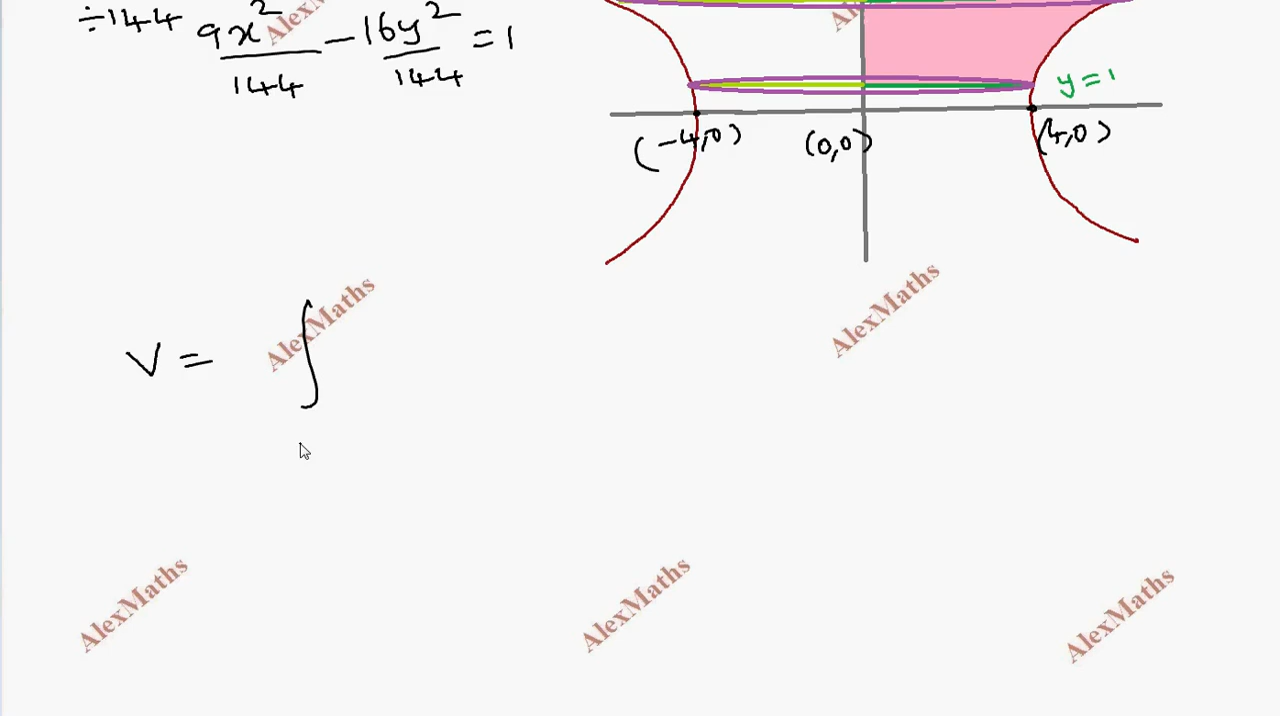 ÷144 9x²/144 − 16y²/144 = 1
y = 1
(−4,0) (0,0) (4,0)
V = ∫
AlexMaths
AlexMaths
AlexMaths
AlexMaths
AlexMaths
AlexMaths